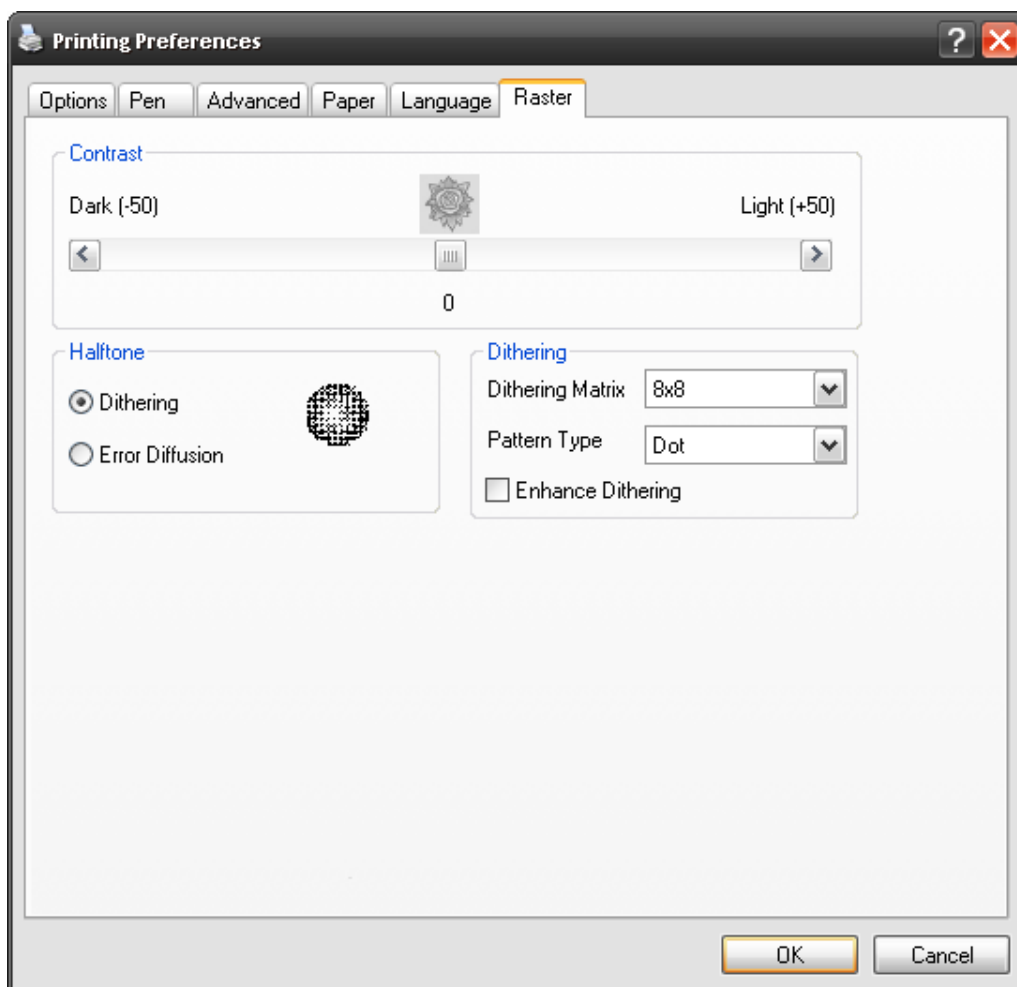 Printing Preferences
Options Pen Advanced Paper Language Raster
Contrast
Dark (-50) Light (+50)
0
Halftone
Dithering
Error Diffusion
Dithering
Dithering Matrix 8x8
Pattern Type Dot
Enhance Dithering
OK Cancel